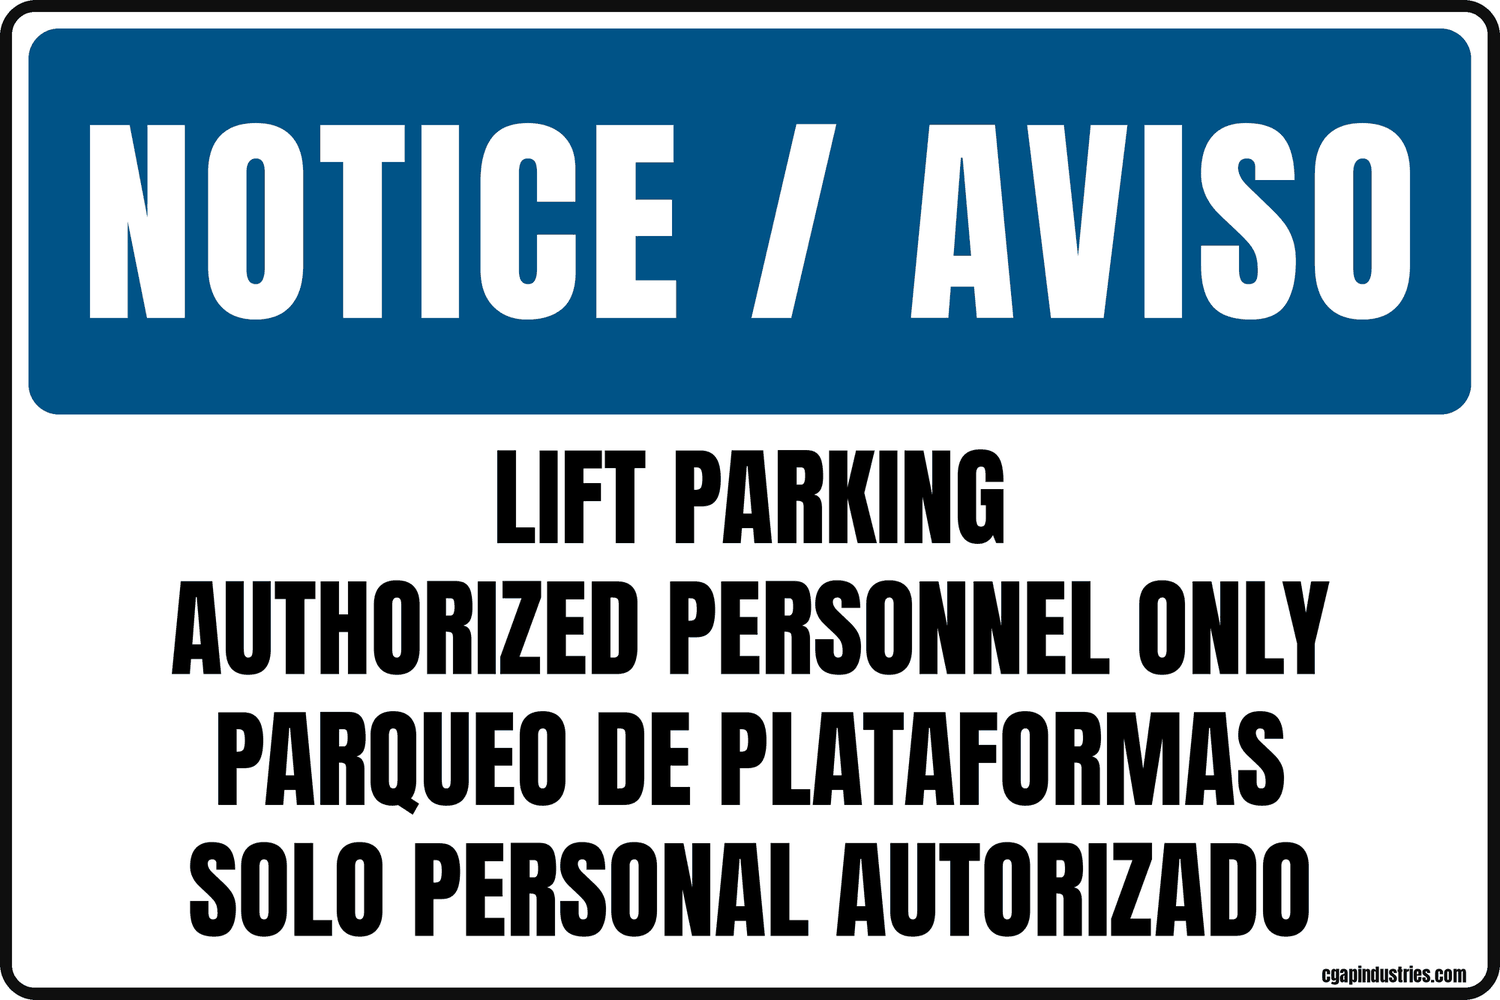 NOTICE / AVISO
LIFT PARKING
AUTHORIZED PERSONNEL ONLY
PARQUEO DE PLATAFORMAS
SOLO PERSONAL AUTORIZADO
cgapindustries.com